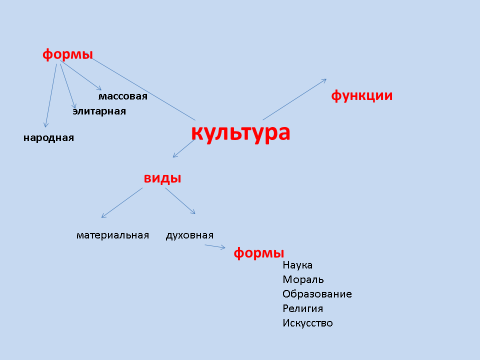 формы
функции
массовая
элитарная
народная
культура
виды
материальная
духовная
формы
Наука
Мораль
Образование
Религия
Искусство